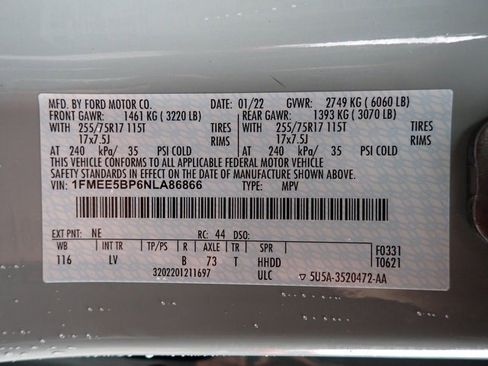 MFD. BY FORD MOTOR CO. 01/22 GVWR: 2749 KG ( 6060 LB)
FRONT GAWR: 1461 KG ( 3220 LB) REAR GAWR: 1393 KG ( 3070 LB)
WITH 255/75R17 115T TIRES WITH 255/75R17 115T TIRES
17x7.5J RIMS 17x7.5J RIMS
AT 240 kPa/ 35 PSI COLD AT 240 kPa/ 35 PSI COLD
THIS VEHICLE CONFORMS TO ALL APPLICABLE FEDERAL MOTOR VEHICLE
SAFETY STANDARDS IN EFFECT ON THE DATE OF MANUFACTURE SHOWN ABOVE.
VIN: 1FMEE5BP6NLA86866 TYPE: MPV
EXT PNT: NE RC: 44 DSO:
WB INT TR TP/PS R AXLE TR SPR F0331
116 LV B 73 T HHDD T0621
3202201211697 ULC ▽ 5U5A-3520472-AA